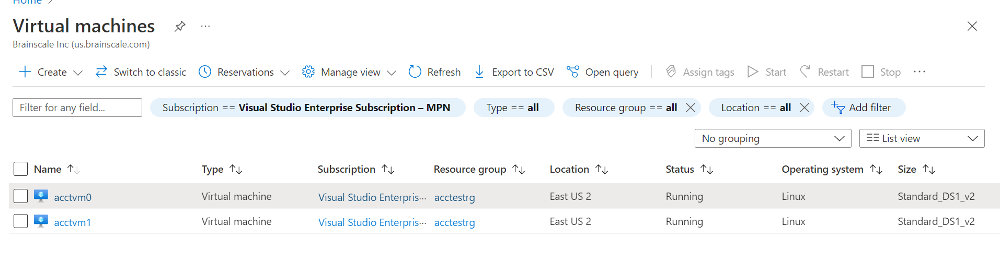 Home >
Virtual machines ...
Brainscale Inc (us.brainscale.com)
Create Switch to classic Reservations Manage view Refresh Export to CSV Open query Assign tags Start Restart Stop ...
Filter for any field... Subscription == Visual Studio Enterprise Subscription – MPN Type == all Resource group == all Location == all Add filter
No grouping List view
Name Type Subscription Resource group Location Status Operating system Size
acctvm0 Virtual machine Visual Studio Enterpris... acctestrg East US 2 Running Linux Standard_DS1_v2
acctvm1 Virtual machine Visual Studio Enterpris... acctestrg East US 2 Running Linux Standard_DS1_v2